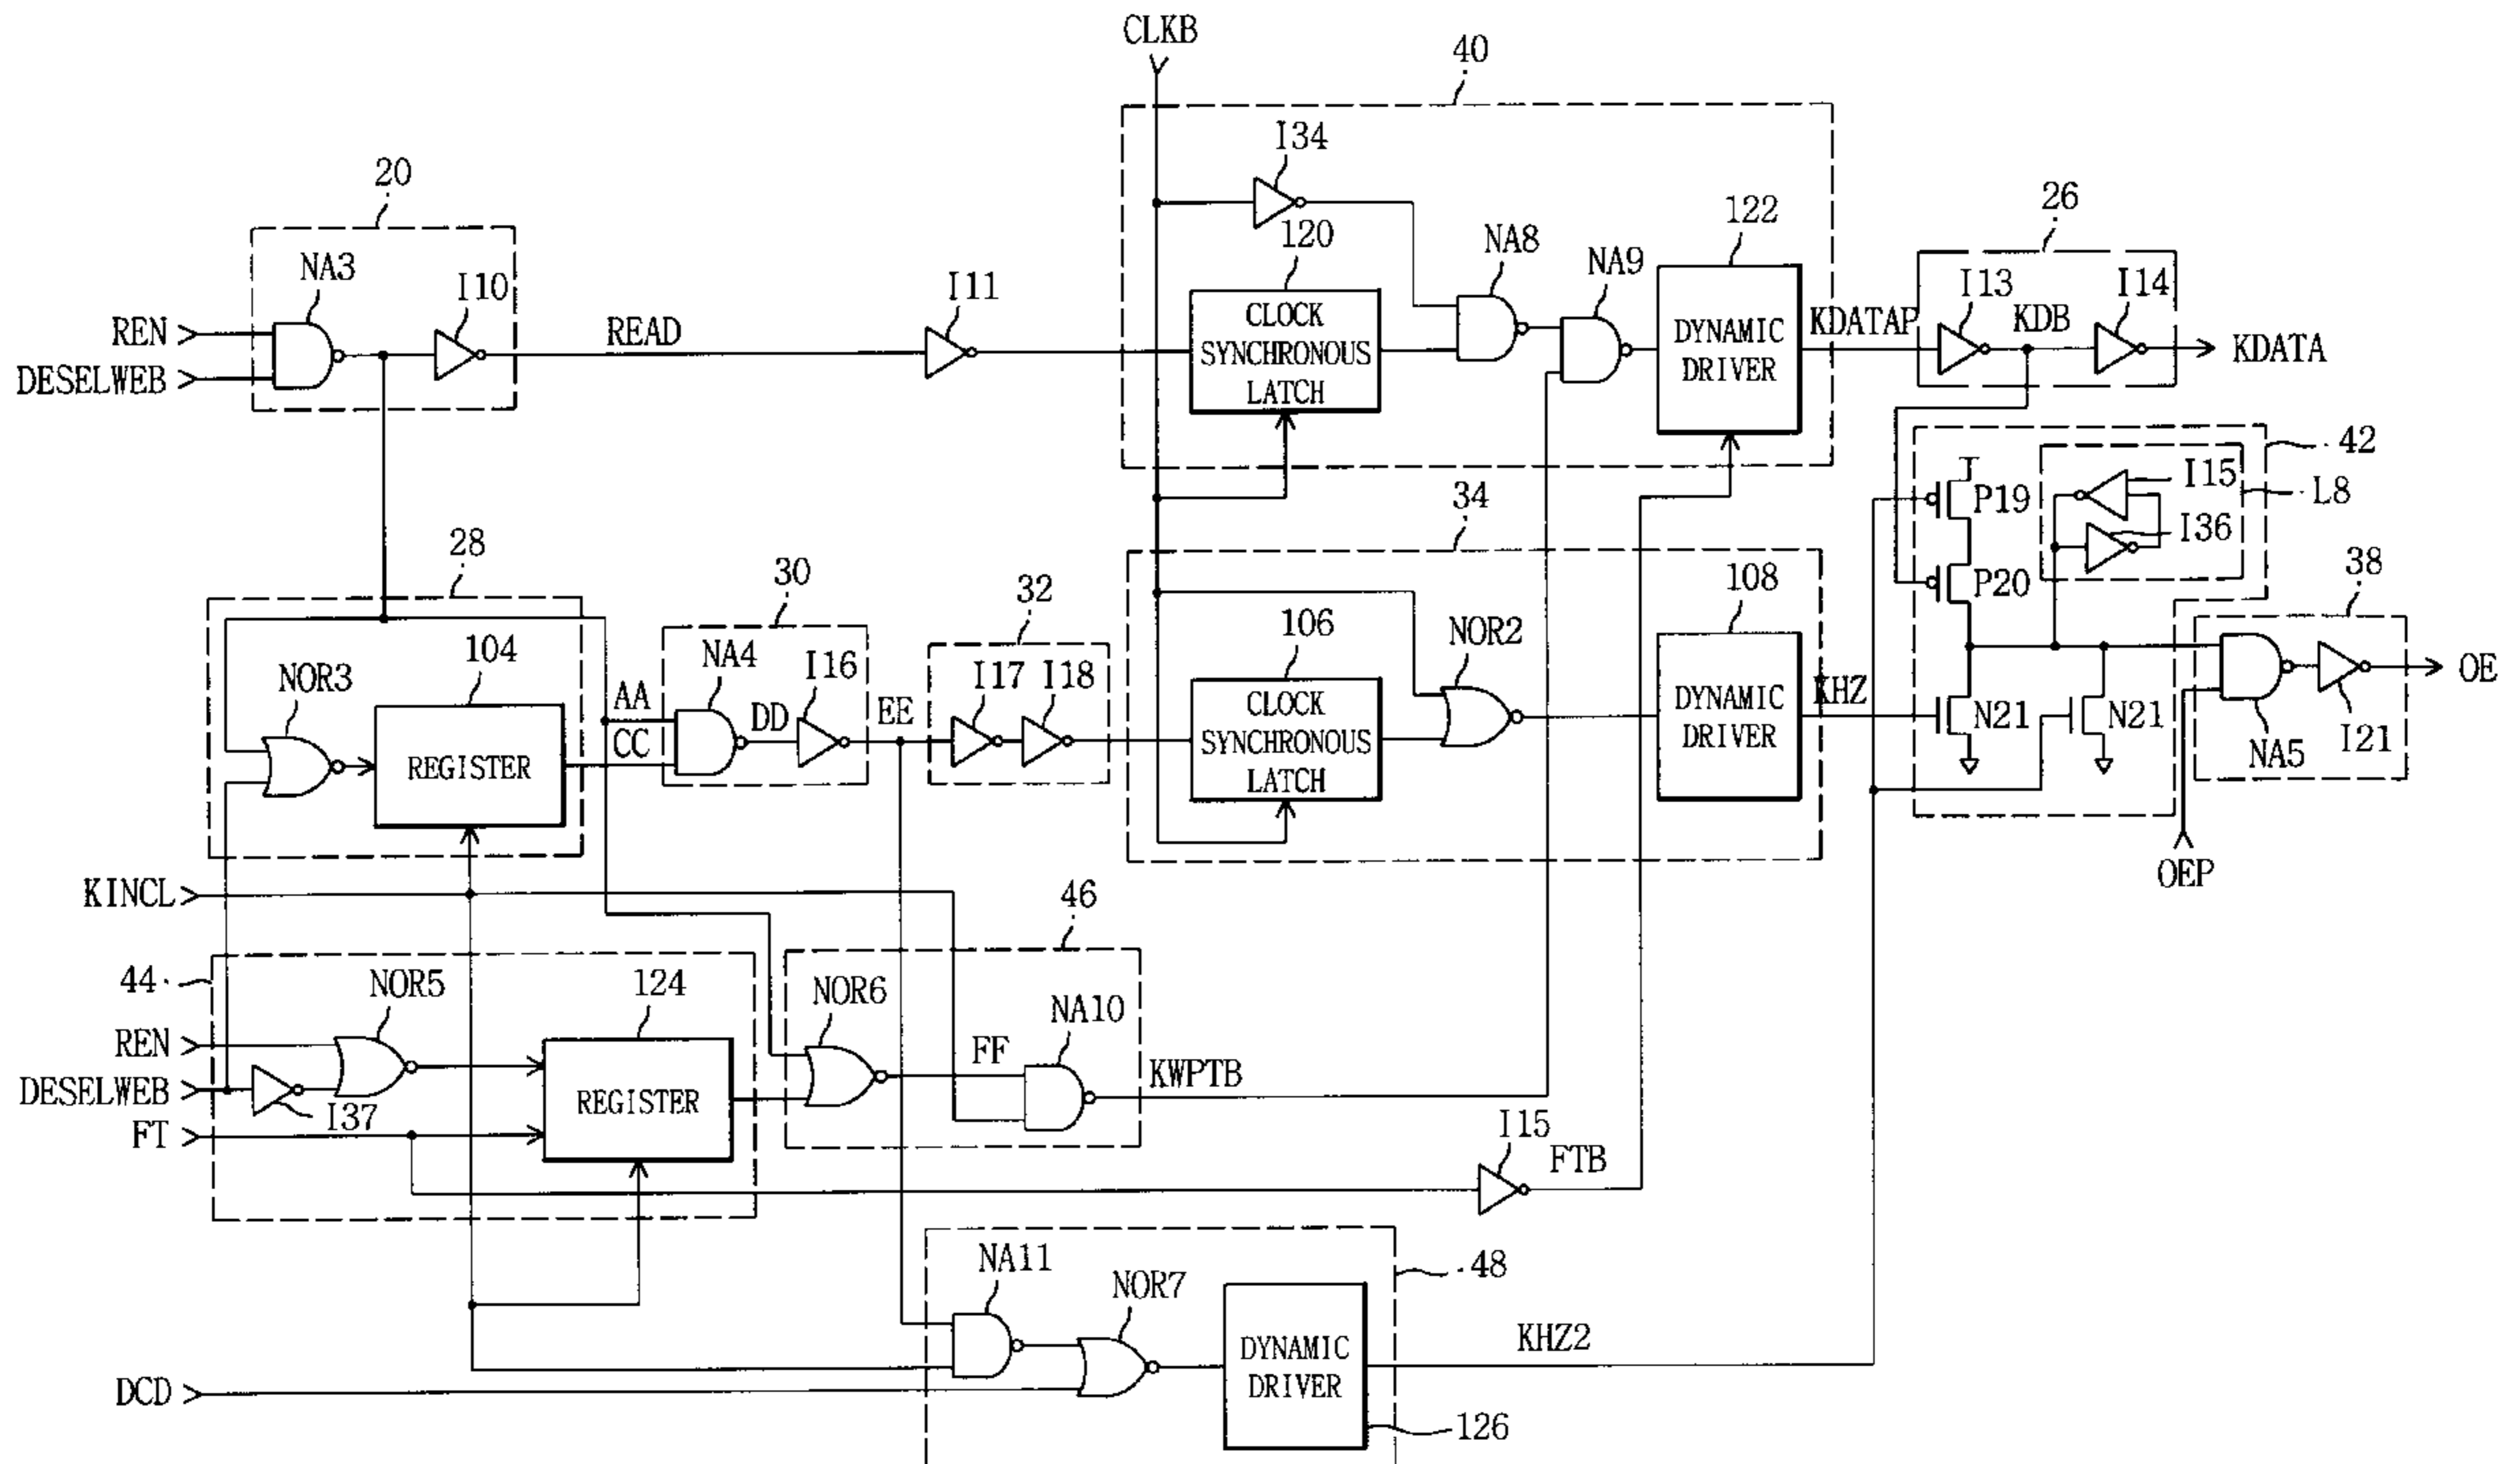 CLKB
40
I34
20
122
26
120
NA8
NA9
NA3
I10
I11
I13
I14
REN
READ
CLOCK
SYNCHRONOUS
LATCH
DYNAMIC
DRIVER
KDATAP
KDB
KDATA
DESELWEB
42
I15
L8
P19
I36
34
28
30
32
108
P20
38
104
NA4
I16
106
NOR2
NOR3
I17
I18
AA
DD
EE
CC
REGISTER
CLOCK
SYNCHRONOUS
LATCH
DYNAMIC
DRIVER
KHZ
N21
N21
OE
I21
NA5
OEP
KINCL
46
44
NOR5
124
NOR6
NA10
REN
FF
KWPTB
DESELWEB
I37
REGISTER
FT
I15
FTB
NA11
NOR7
48
DYNAMIC
DRIVER
KHZ2
DCD
126